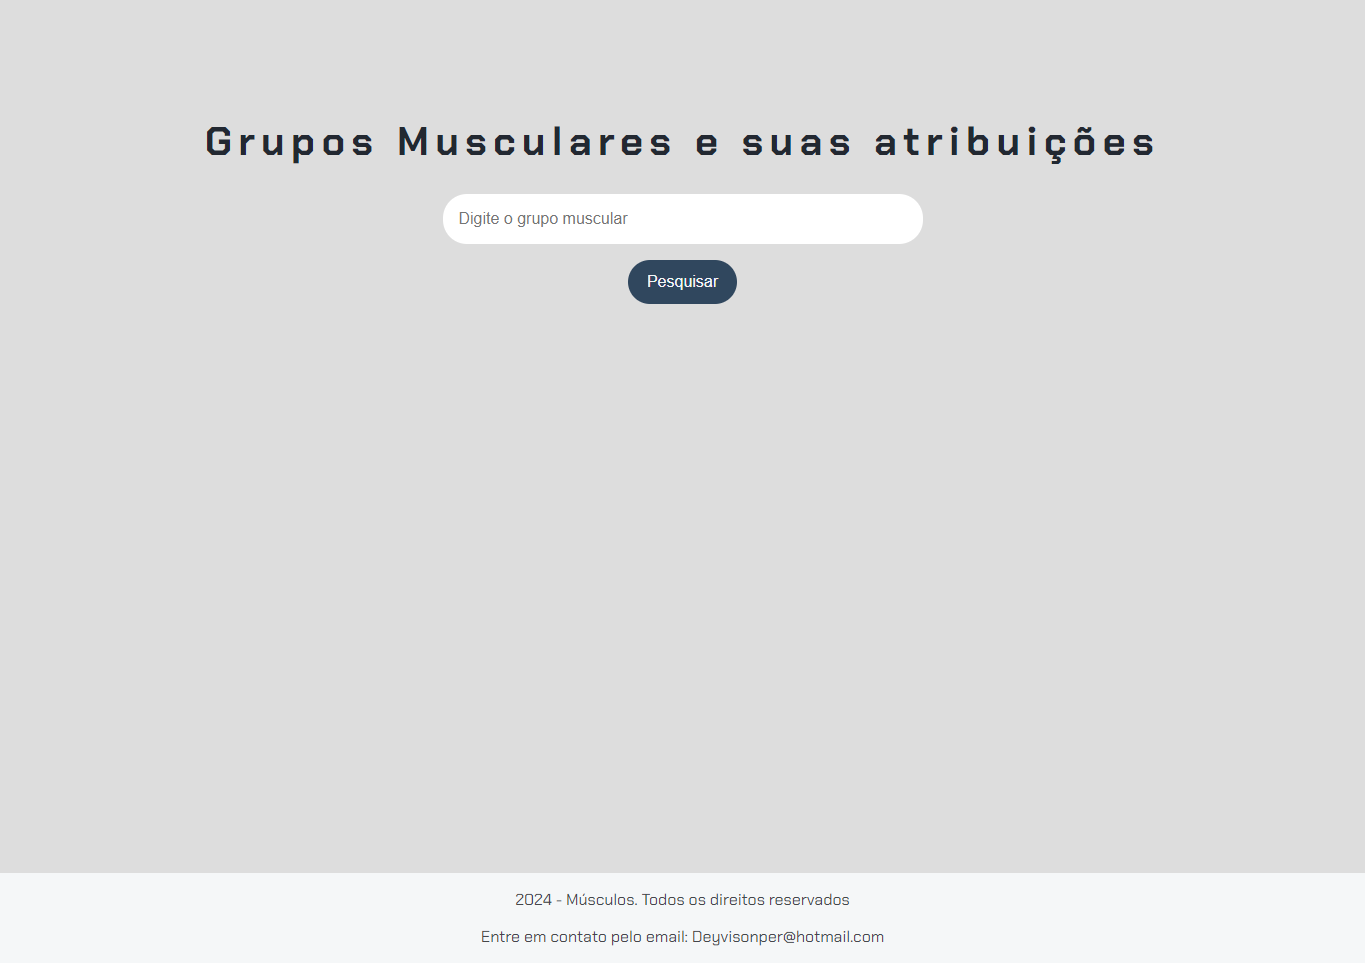 Grupos Musculares e suas atribuições
Digite o grupo muscular
Pesquisar
2024 - Músculos. Todos os direitos reservados
Entre em contato pelo email: Deyvisonper@hotmail.com